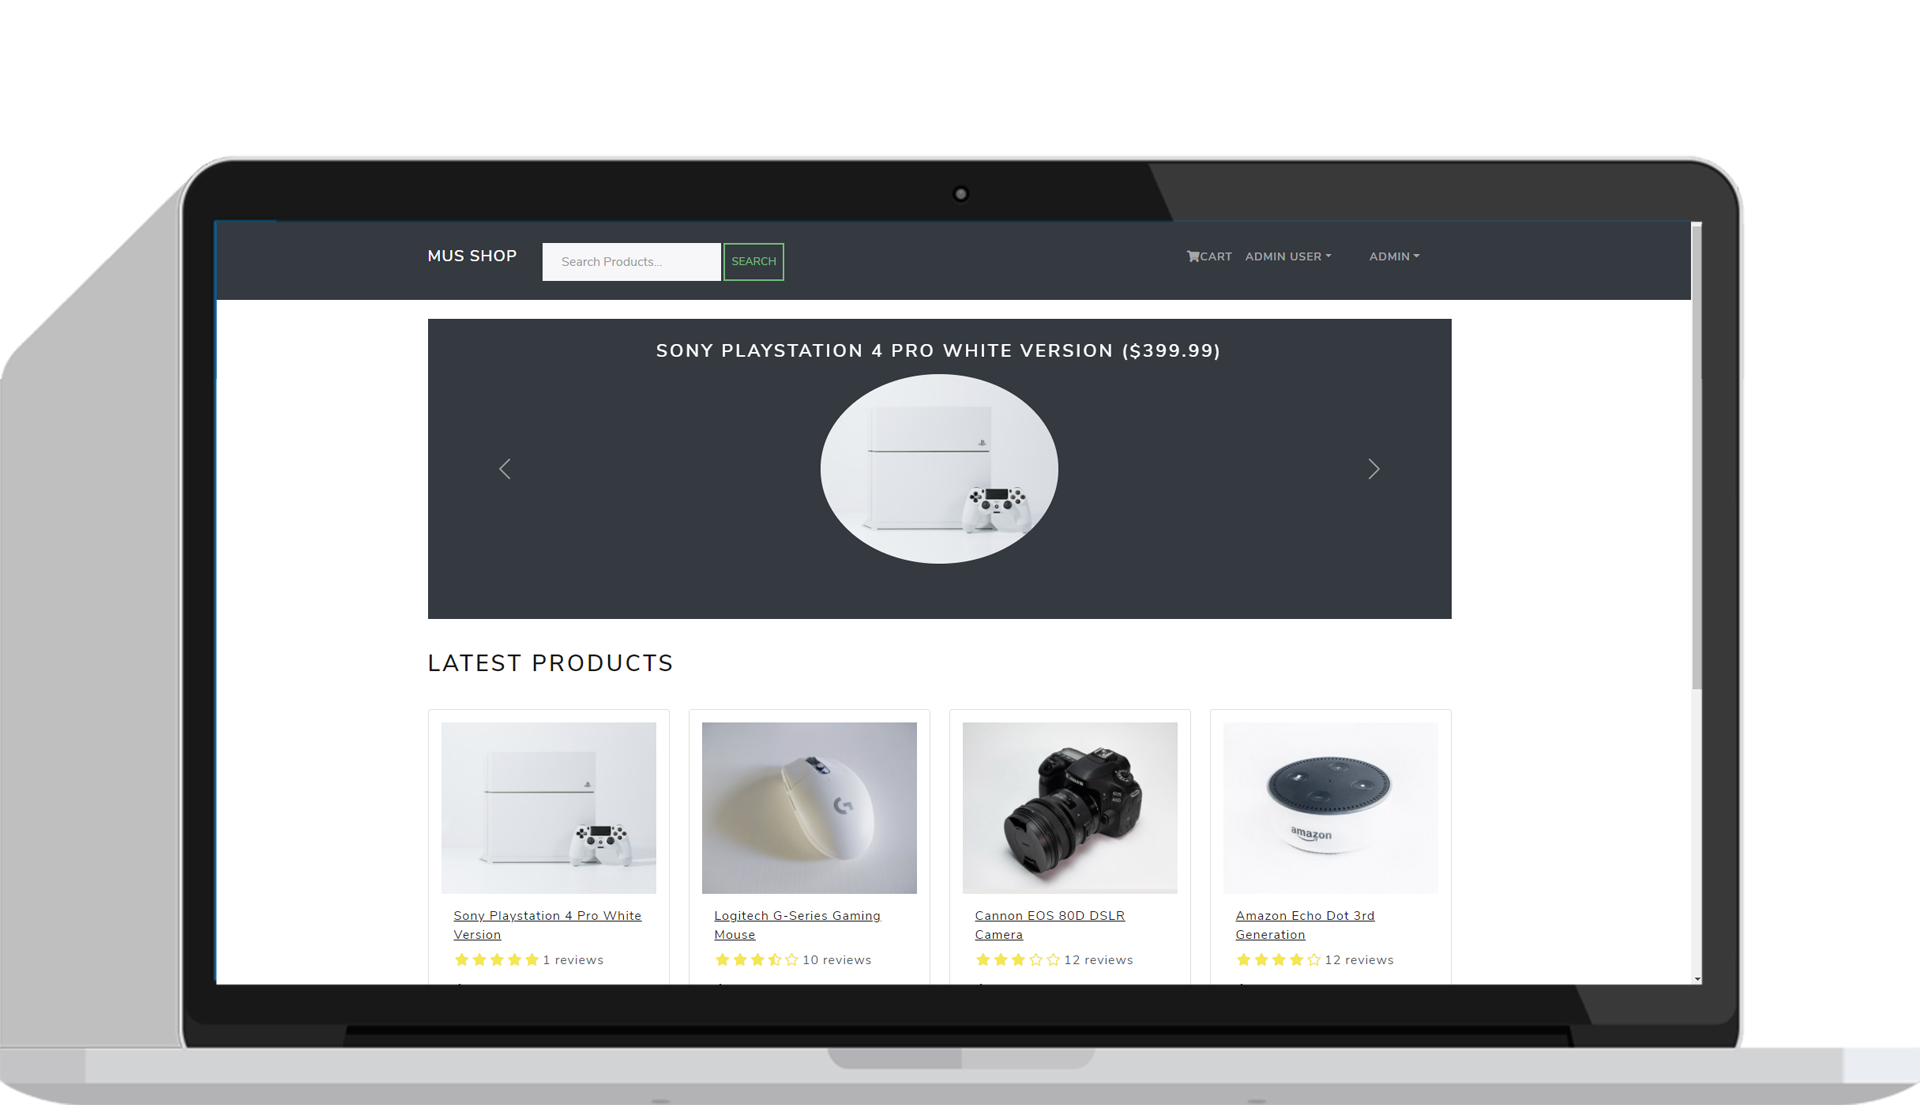 MUS SHOP
Search Products...
SEARCH
CART
ADMIN USER
ADMIN
SONY PLAYSTATION 4 PRO WHITE VERSION ($399.99)
LATEST PRODUCTS
G
Canon
amazon
Sony Playstation 4 Pro White
Version
1 reviews
Logitech G-Series Gaming
Mouse
10 reviews
Cannon EOS 80D DSLR
Camera
12 reviews
Amazon Echo Dot 3rd
Generation
12 reviews